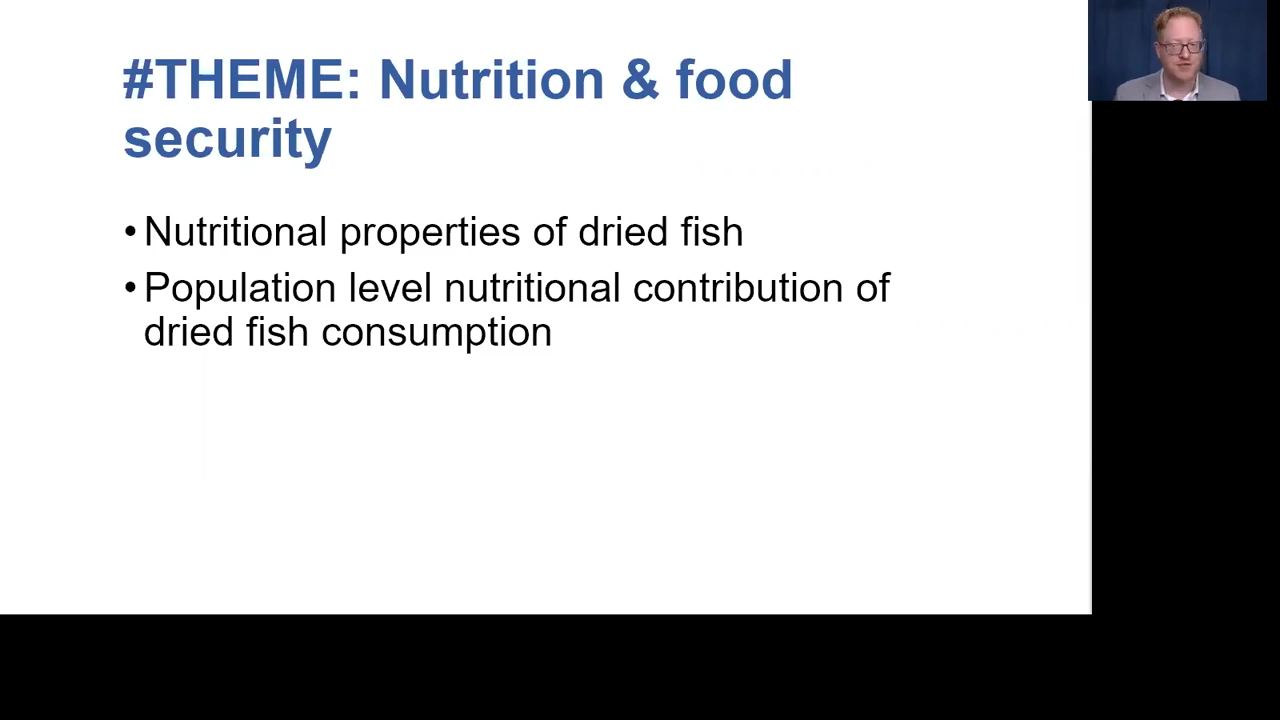 #THEME: Nutrition & food
security
•Nutritional properties of dried fish
•Population level nutritional contribution of
dried fish consumption